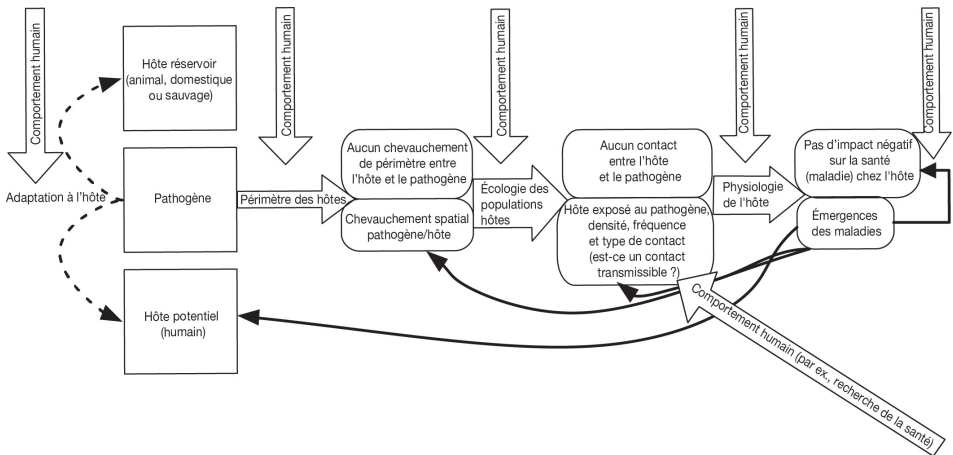 Comportement humain
Comportement humain
Comportement humain
Comportement humain
Comportement humain
Hôte réservoir
(animal, domestique
ou sauvage)
Adaptation à l'hôte
Pathogène
Périmètre des hôtes
Aucun chevauchement
de périmètre entre
l'hôte et le pathogène
Chevauchement spatial
pathogène/hôte
Écologie des
populations
hôtes
Aucun contact
entre l'hôte
et le pathogène
Hôte exposé au pathogène,
densité, fréquence
et type de contact
(est-ce un contact
transmissible ?)
Physiologie
de l'hôte
Pas d'impact négatif
sur la santé
(maladie) chez l'hôte
Émergences
des maladies
Hôte potentiel
(humain)
Comportement humain (par ex., recherche de la santé)